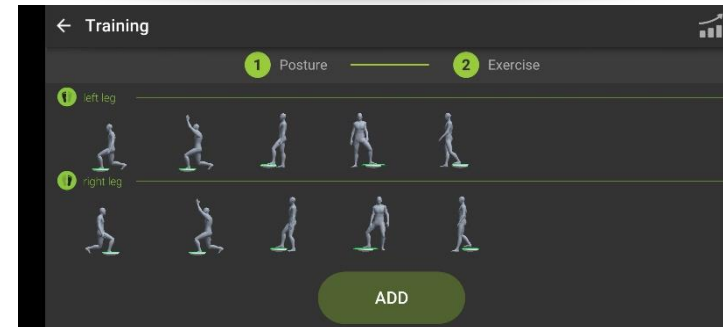 Training
1 Posture 2 Exercise
left leg
right leg
ADD